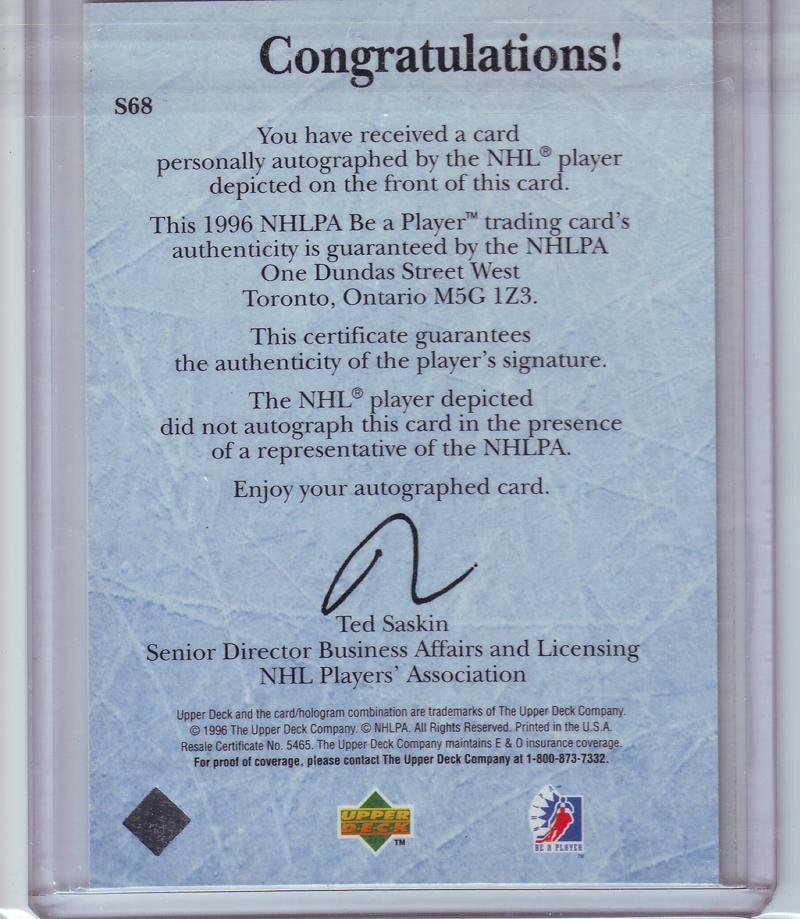 Congratulations!
S68
You have received a card
personally autographed by the NHL® player
depicted on the front of this card.
This 1996 NHLPA Be a Player™ trading card's
authenticity is guaranteed by the NHLPA
One Dundas Street West
Toronto, Ontario M5G 1Z3.
This certificate guarantees
the authenticity of the player's signature.
The NHL® player depicted
did not autograph this card in the presence
of a representative of the NHLPA.
Enjoy your autographed card.
Ted Saskin
Senior Director Business Affairs and Licensing
NHL Players' Association
Upper Deck and the card/hologram combination are trademarks of The Upper Deck Company.
© 1996 The Upper Deck Company. © NHLPA. All Rights Reserved. Printed in the U.S.A.
Resale Certificate No. 5465. The Upper Deck Company maintains E & O insurance coverage.
For proof of coverage, please contact The Upper Deck Company at 1-800-873-7332.
UPPER
DECK™
NHLPA
BE A PLAYER™